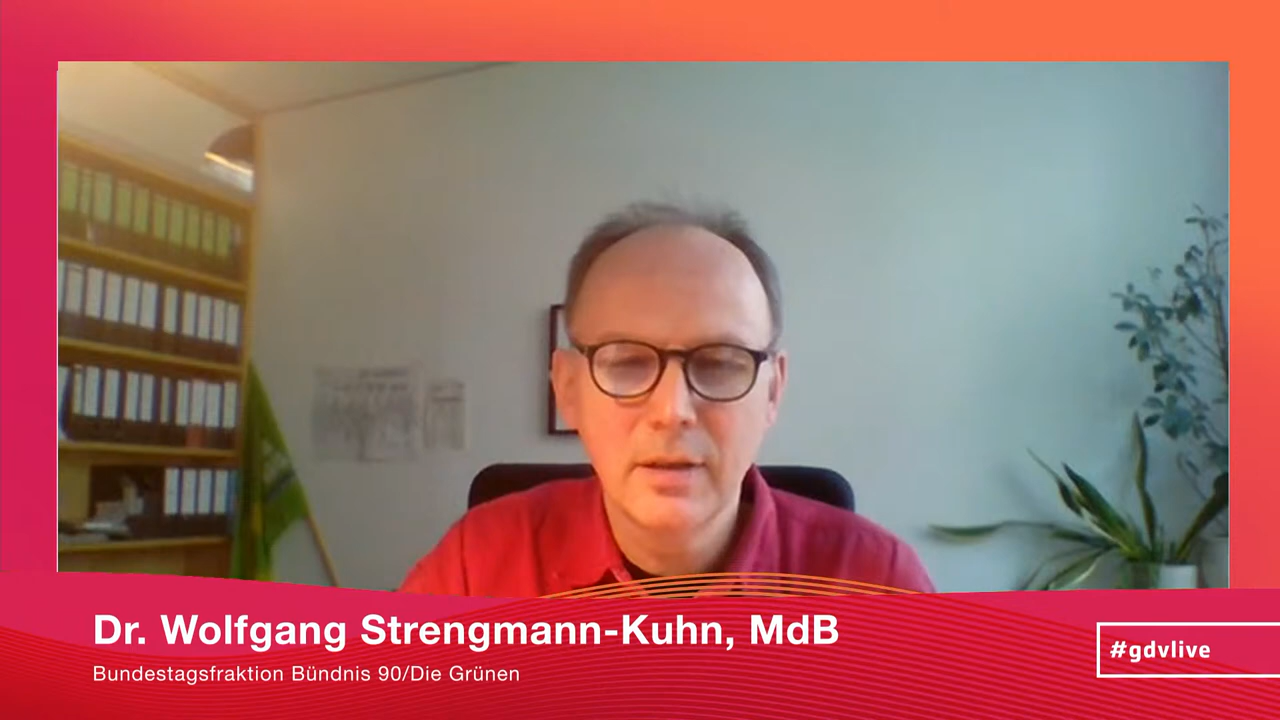 Dr. Wolfgang Strengmann-Kuhn, MdB
Bundestagsfraktion Bündnis 90/Die Grünen
#gdvlive